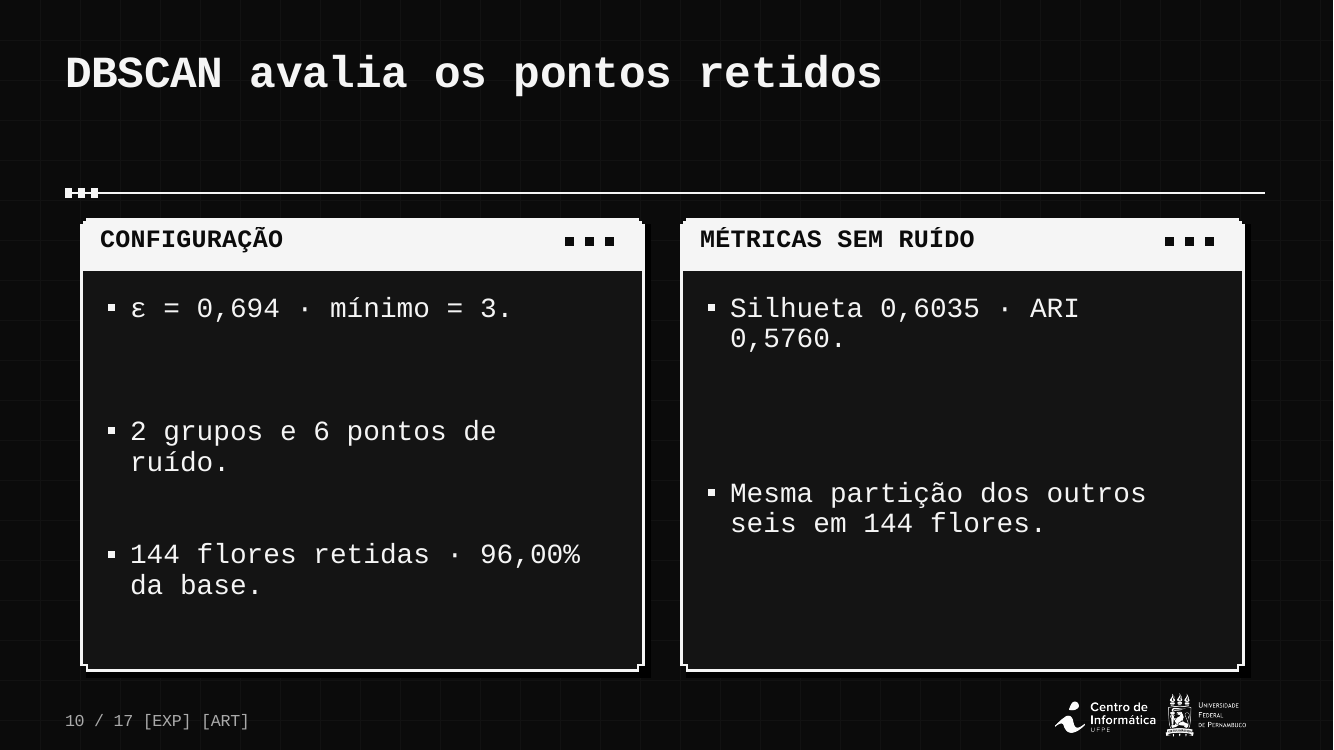 DBSCAN avalia os pontos retidos
CONFIGURAÇÃO
▪ ε = 0,694 · mínimo = 3.
▪ 2 grupos e 6 pontos de
ruído.
▪ 144 flores retidas · 96,00%
da base.
MÉTRICAS SEM RUÍDO
▪ Silhueta 0,6035 · ARI
0,5760.
▪ Mesma partição dos outros
seis em 144 flores.
10 / 17 [EXP] [ART]
Centro de
Informática
UFPE
Universidade
Federal
de Pernambuco